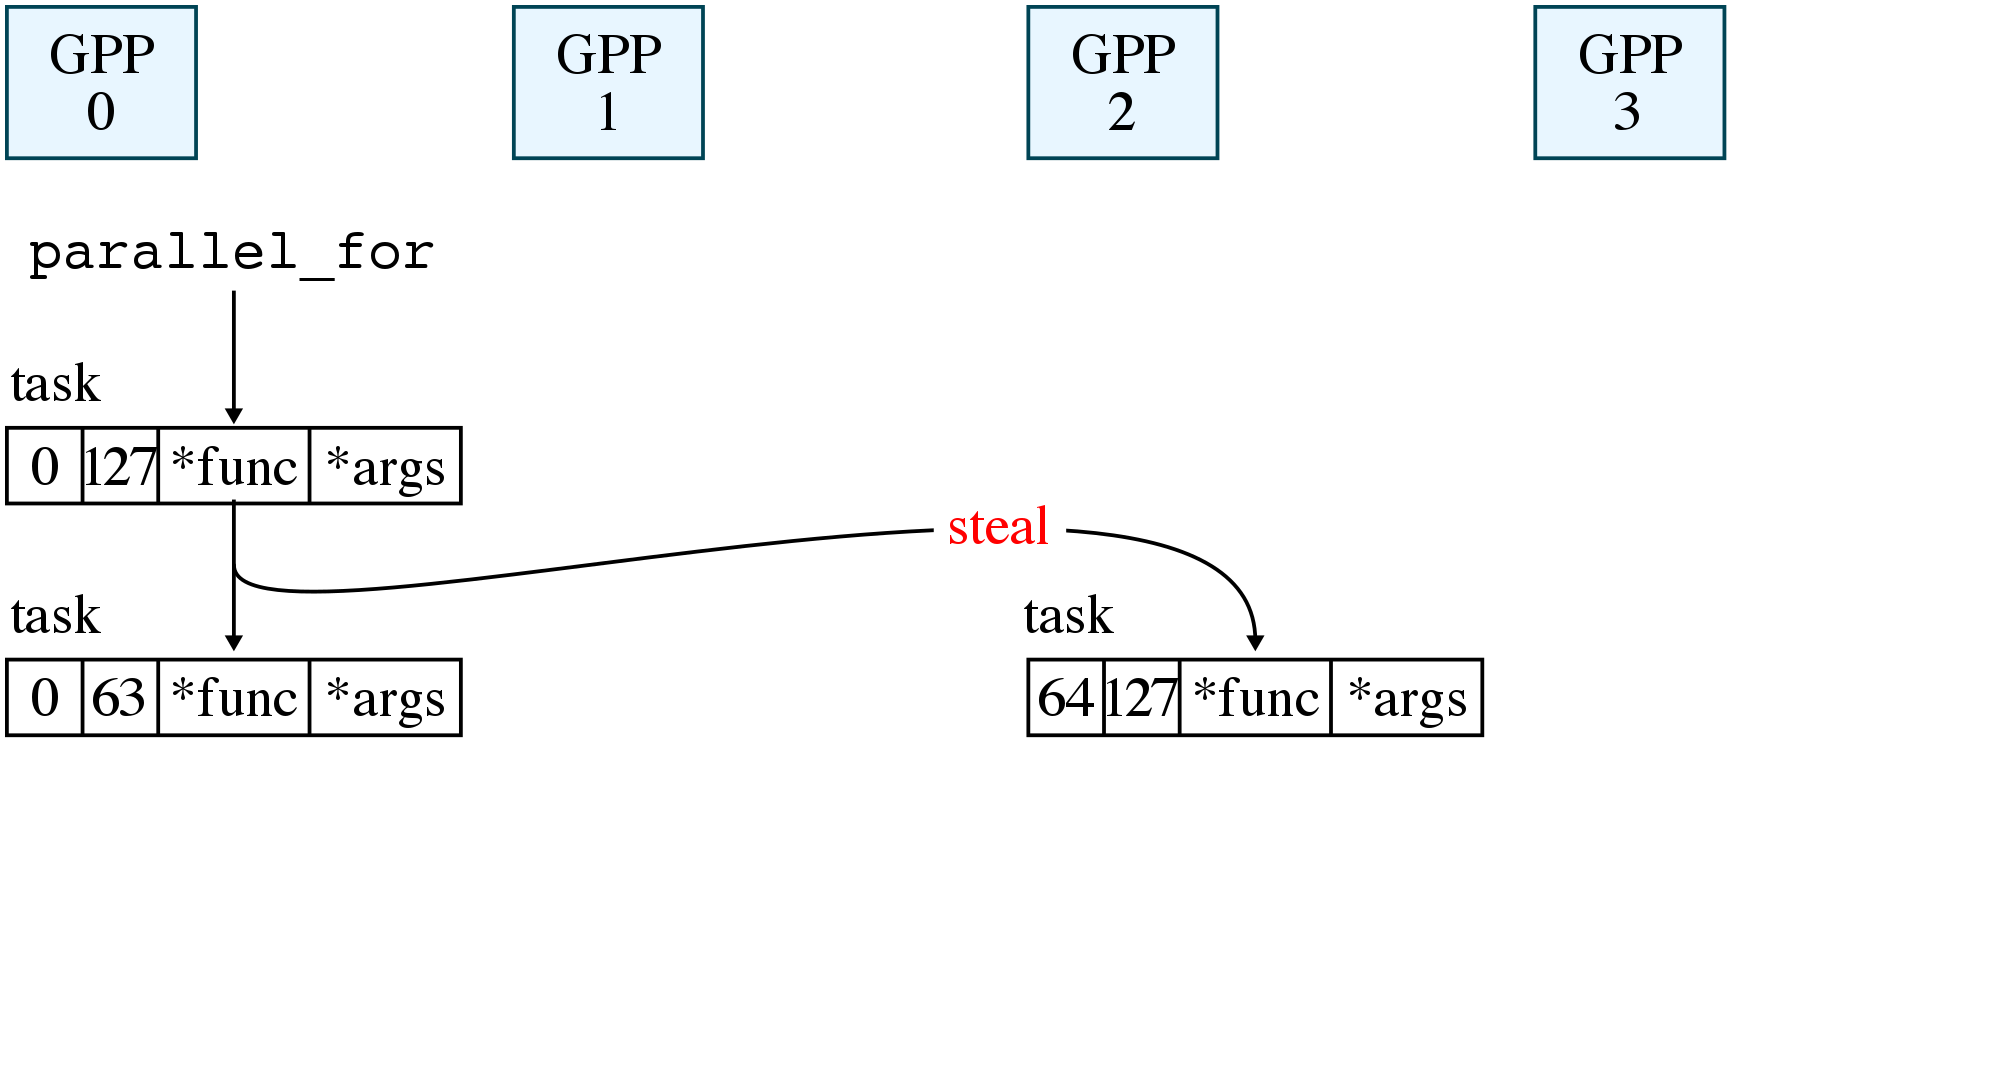 GPP
0
GPP
1
GPP
2
GPP
3
parallel_for
task
0 127 *func *args
steal
task
0 63 *func *args
task
64 127 *func *args